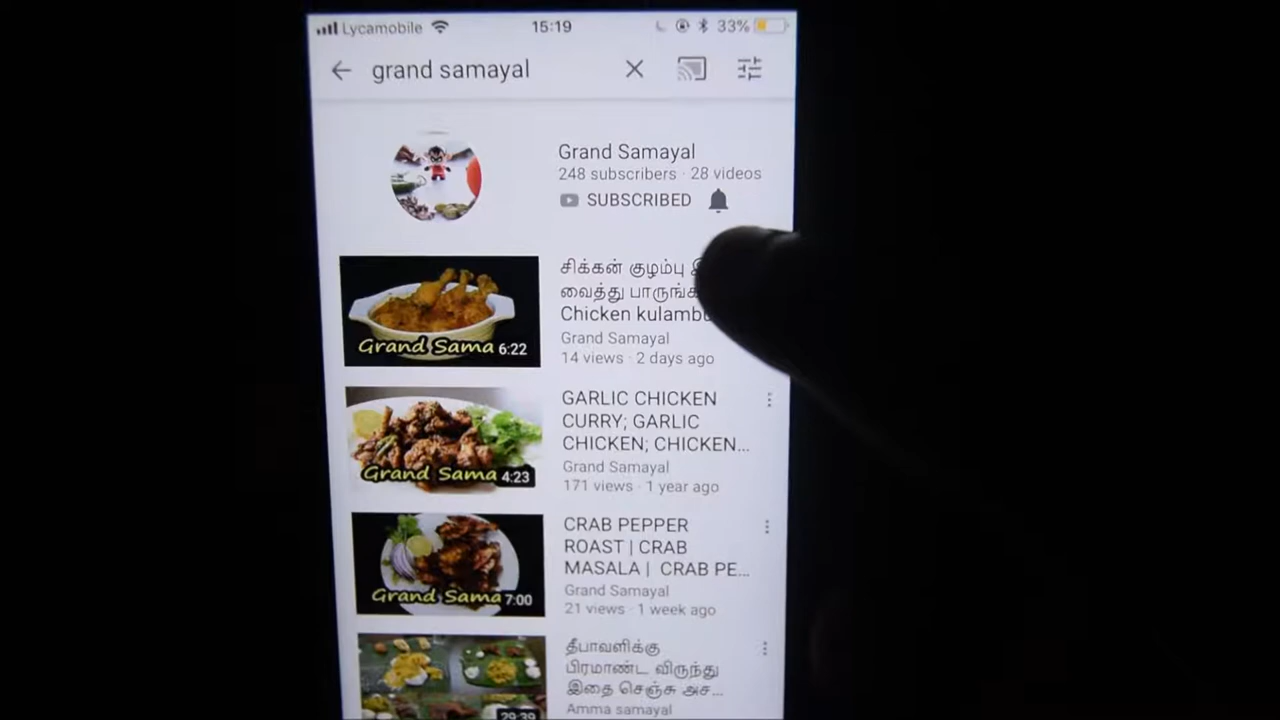 Lycamobile 15:19 33%
grand samayal
Grand Samayal
248 subscribers · 28 videos
SUBSCRIBED
சிக்கன் குழம்பு
வைத்து
Chicken kulambu
Grand Samayal
14 views · 2 days ago
Grand Sama 6:22
GARLIC CHICKEN
CURRY; GARLIC
CHICKEN; CHICKEN...
Grand Samayal
171 views · 1 year ago
Grand Sama 4:23
CRAB PEPPER
ROAST | CRAB
MASALA | CRAB PE...
Grand Samayal
21 views · 1 week ago
Grand Sama 7:00
தீபாவளிக்கு
பிரமாண்ட விருந்து
இதை செஞ்சு அச...
Amma samayal
29:39